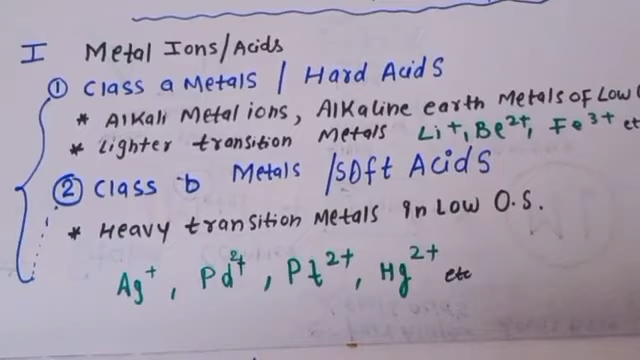 I Metal Ions/Acids
① Class a Metals / Hard Acids
* Alkali Metal ions, Alkaline earth Metals of Low
* Lighter transition Metals Li⁺, Be²⁺, Fe³⁺ et
② Class b Metals /Soft Acids
* Heavy transition Metals in Low O.S.
Ag⁺, Pd²⁺, Pt²⁺, Hg²⁺ etc